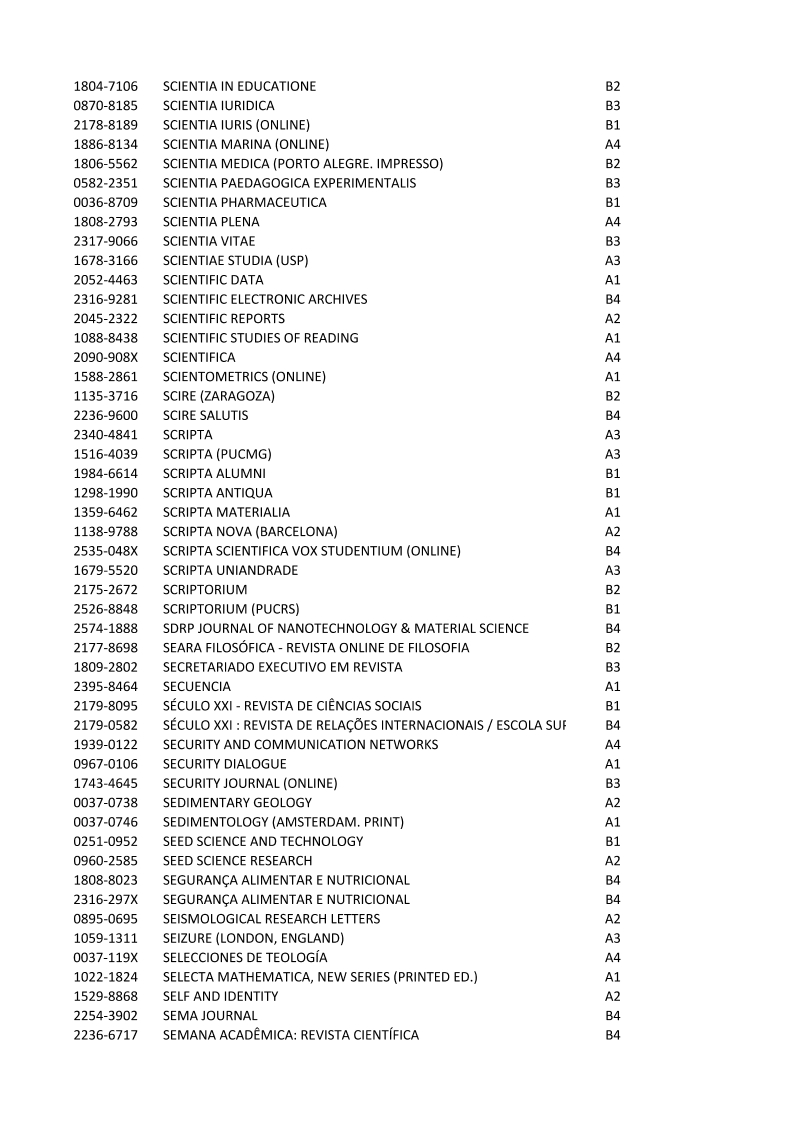 1804-7106 SCIENTIA IN EDUCATIONE B2
0870-8185 SCIENTIA IURIDICA B3
2178-8189 SCIENTIA IURIS (ONLINE) B1
1886-8134 SCIENTIA MARINA (ONLINE) A4
1806-5562 SCIENTIA MEDICA (PORTO ALEGRE. IMPRESSO) B2
0582-2351 SCIENTIA PAEDAGOGICA EXPERIMENTALIS B3
0036-8709 SCIENTIA PHARMACEUTICA B1
1808-2793 SCIENTIA PLENA A4
2317-9066 SCIENTIA VITAE B3
1678-3166 SCIENTIAE STUDIA (USP) A3
2052-4463 SCIENTIFIC DATA A1
2316-9281 SCIENTIFIC ELECTRONIC ARCHIVES B4
2045-2322 SCIENTIFIC REPORTS A2
1088-8438 SCIENTIFIC STUDIES OF READING A1
2090-908X SCIENTIFICA A4
1588-2861 SCIENTOMETRICS (ONLINE) A1
1135-3716 SCIRE (ZARAGOZA) B2
2236-9600 SCIRE SALUTIS B4
2340-4841 SCRIPTA A3
1516-4039 SCRIPTA (PUCMG) A3
1984-6614 SCRIPTA ALUMNI B1
1298-1990 SCRIPTA ANTIQUA B1
1359-6462 SCRIPTA MATERIALIA A1
1138-9788 SCRIPTA NOVA (BARCELONA) A2
2535-048X SCRIPTA SCIENTIFICA VOX STUDENTIUM (ONLINE) B4
1679-5520 SCRIPTA UNIANDRADE A3
2175-2672 SCRIPTORIUM B2
2526-8848 SCRIPTORIUM (PUCRS) B1
2574-1888 SDRP JOURNAL OF NANOTECHNOLOGY & MATERIAL SCIENCE B4
2177-8698 SEARA FILOSÓFICA - REVISTA ONLINE DE FILOSOFIA B2
1809-2802 SECRETARIADO EXECUTIVO EM REVISTA B3
2395-8464 SECUENCIA A1
2179-8095 SÉCULO XXI - REVISTA DE CIÊNCIAS SOCIAIS B1
2179-0582 SÉCULO XXI : REVISTA DE RELAÇÕES INTERNACIONAIS / ESCOLA SUP B4
1939-0122 SECURITY AND COMMUNICATION NETWORKS A4
0967-0106 SECURITY DIALOGUE A1
1743-4645 SECURITY JOURNAL (ONLINE) B3
0037-0738 SEDIMENTARY GEOLOGY A2
0037-0746 SEDIMENTOLOGY (AMSTERDAM. PRINT) A1
0251-0952 SEED SCIENCE AND TECHNOLOGY B1
0960-2585 SEED SCIENCE RESEARCH A2
1808-8023 SEGURANÇA ALIMENTAR E NUTRICIONAL B4
2316-297X SEGURANÇA ALIMENTAR E NUTRICIONAL B4
0895-0695 SEISMOLOGICAL RESEARCH LETTERS A2
1059-1311 SEIZURE (LONDON, ENGLAND) A3
0037-119X SELECCIONES DE TEOLOGÍA A4
1022-1824 SELECTA MATHEMATICA, NEW SERIES (PRINTED ED.) A1
1529-8868 SELF AND IDENTITY A2
2254-3902 SEMA JOURNAL B4
2236-6717 SEMANA ACADÊMICA: REVISTA CIENTÍFICA B4